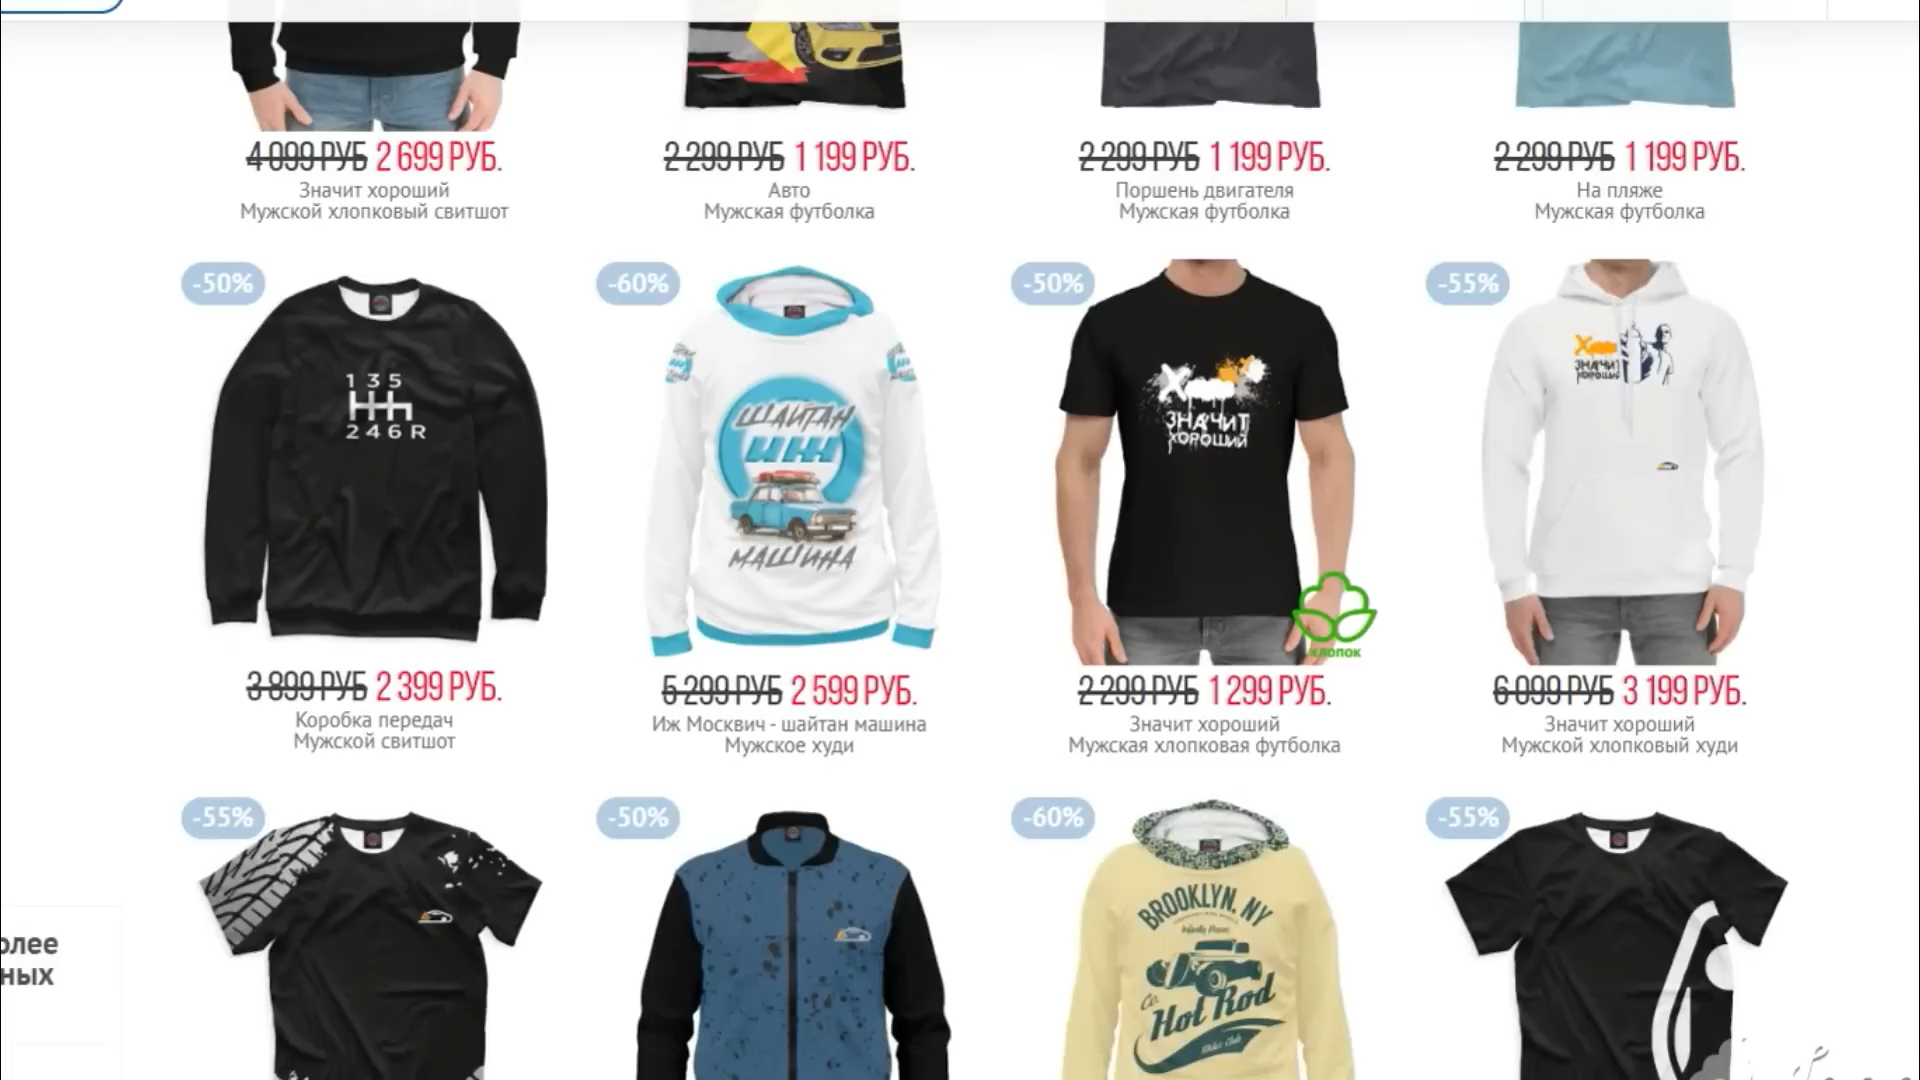 4 099 РУБ 2 699 РУБ.
Значит хороший
Мужской хлопковый свитшот
2 299 РУБ 1 199 РУБ.
Авто
Мужская футболка
2 299 РУБ 1 199 РУБ.
Поршень двигателя
Мужская футболка
2 299 РУБ 1 199 РУБ.
На пляже
Мужская футболка
-50%
1 3 5
2 4 6 R
3 899 РУБ 2 399 РУБ.
Коробка передач
Мужской свитшот
-60%
ШАЙТАН
ИЖ
МАШИНА
5 299 РУБ 2 599 РУБ.
Иж Москвич - шайтан машина
Мужское худи
-50%
ЗНАЧИТ
ХОРОШИЙ
хлопок
2 299 РУБ 1 299 РУБ.
Значит хороший
Мужская хлопковая футболка
-55%
ЗНАЧИТ
ХОРОШИЙ
6 099 РУБ 3 199 РУБ.
Значит хороший
Мужской хлопковый худи
-55%
-50%
-60%
BROOKLYN, NY
Co.
Hot Rod
-55%
олее
ных